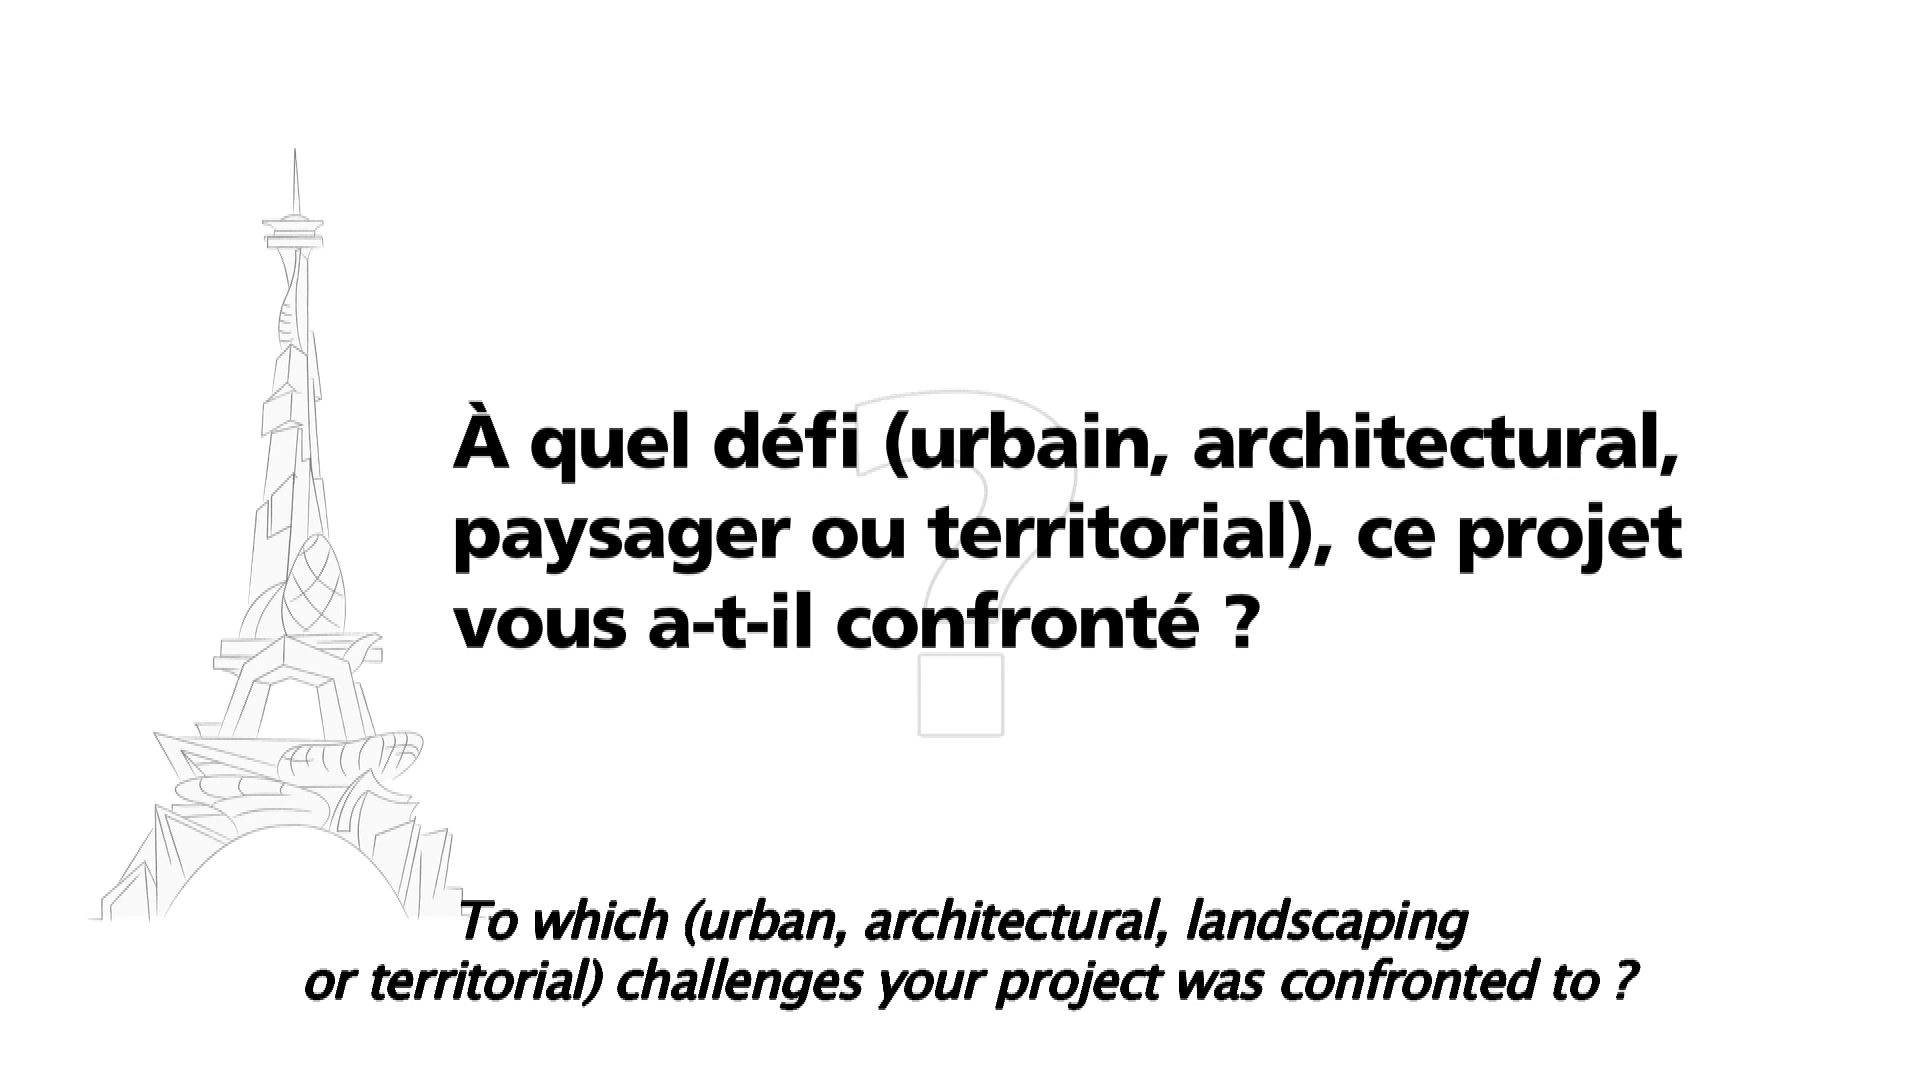 À quel défi (urbain, architectural,
paysager ou territorial), ce projet
vous a-t-il confronté ?
To which (urban, architectural, landscaping
or territorial) challenges your project was confronted to ?